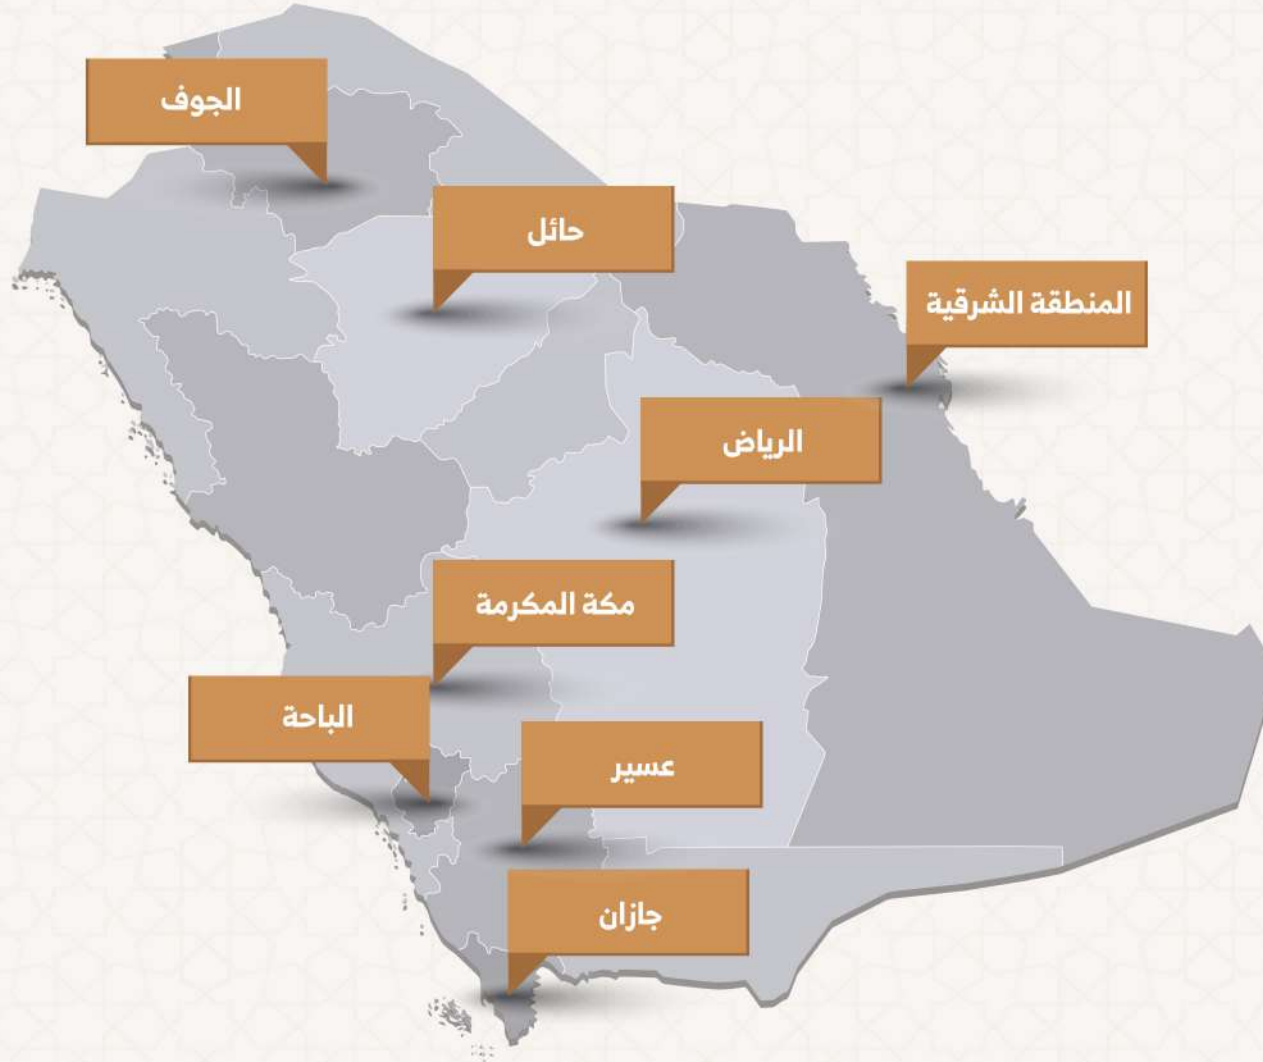 الجوف
حائل
المنطقة الشرقية
الرياض
مكة المكرمة
الباحة
عسير
جازان